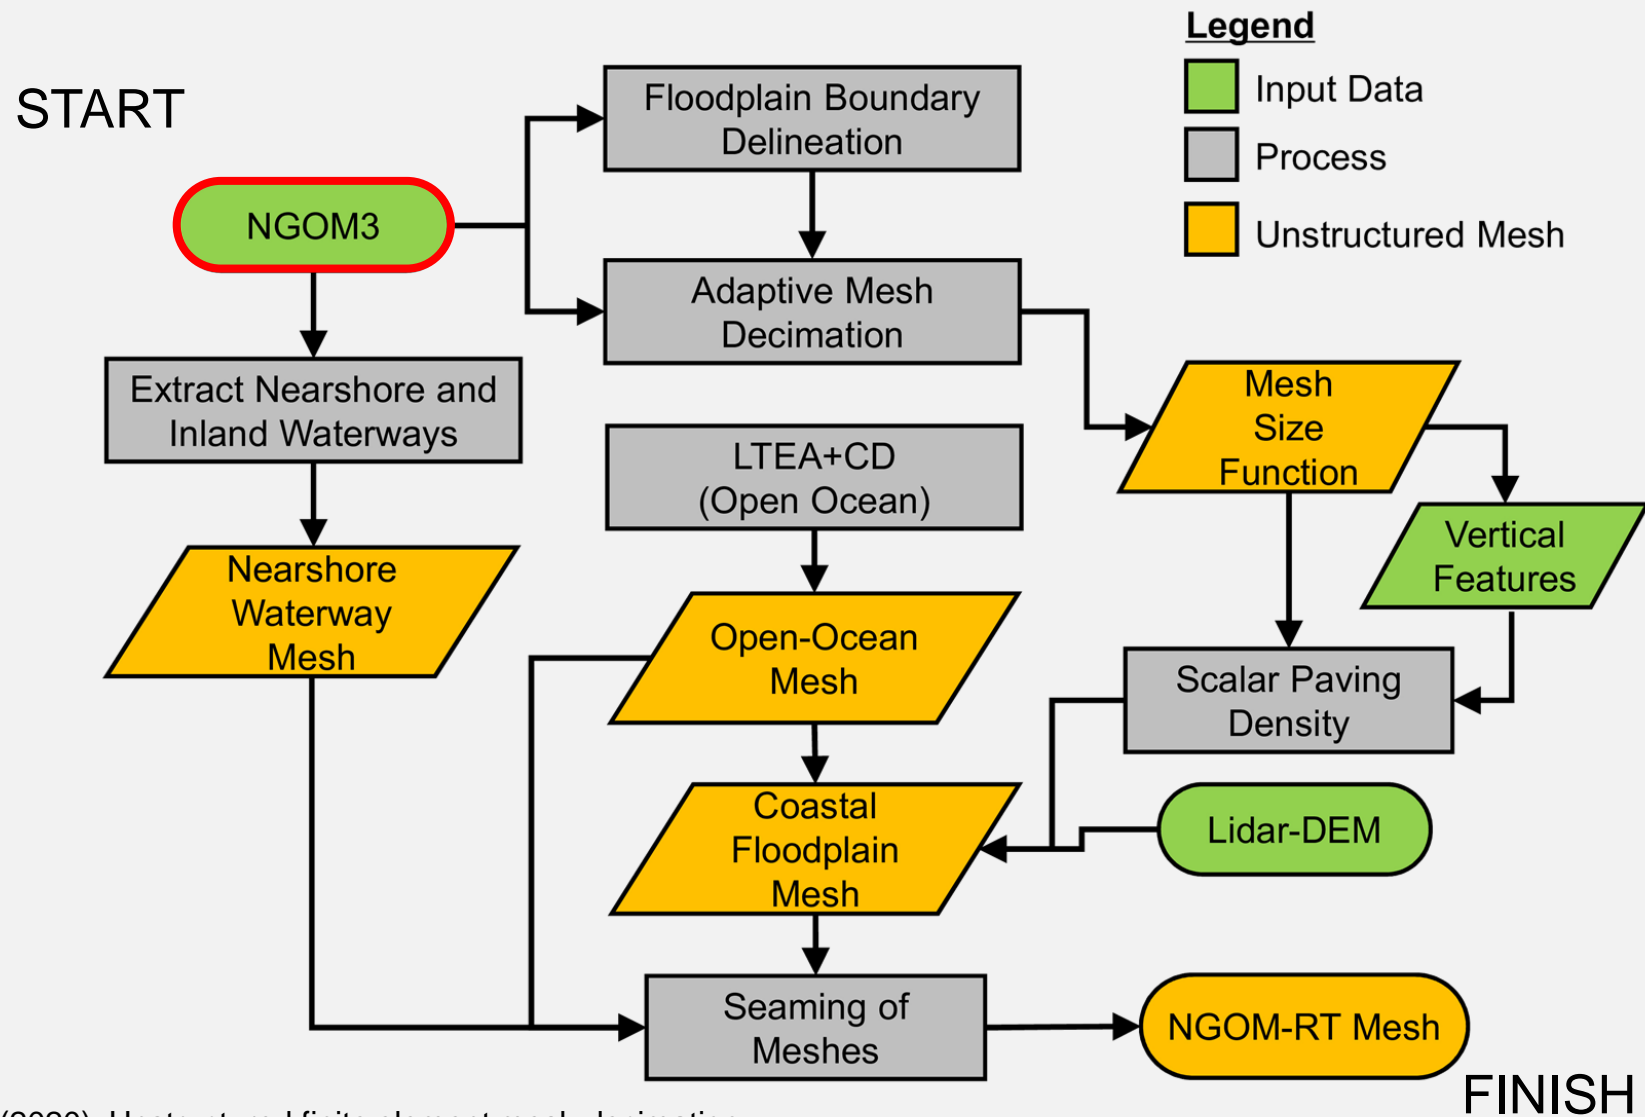 Legend
Input Data
Process
Unstructured Mesh
START
Floodplain Boundary
Delineation
NGOM3
Adaptive Mesh
Decimation
Extract Nearshore and
Inland Waterways
Mesh
Size
Function
LTEA+CD
(Open Ocean)
Vertical
Features
Nearshore
Waterway
Mesh
Open-Ocean
Mesh
Scalar Paving
Density
Coastal
Floodplain
Mesh
Lidar-DEM
Seaming of
Meshes
NGOM-RT Mesh
FINISH